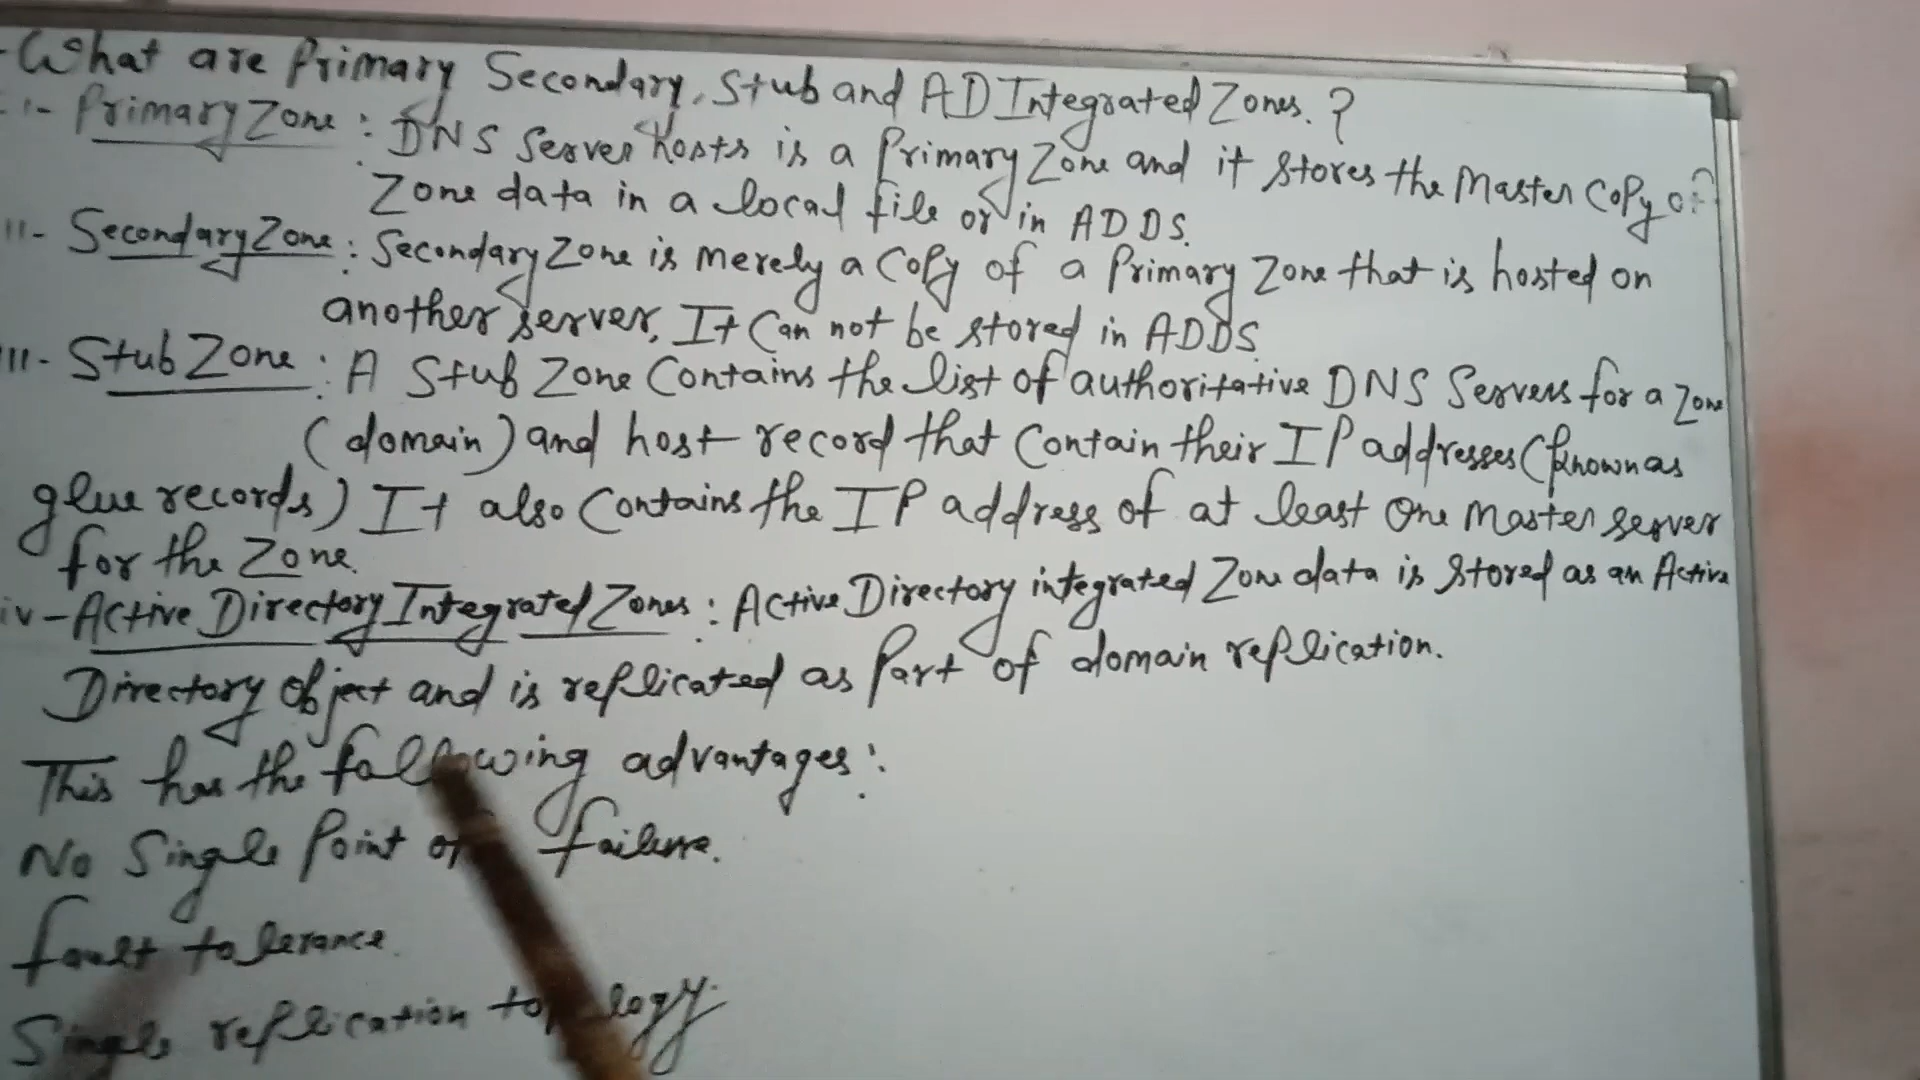 - What are Primary Secondary, Stub and AD Integrated Zones.?
i- Primary Zone : DNS Server hosts is a Primary Zone and it stores the Master Copy of
Zone data in a local file or in ADDS.
II- Secondary Zone : Secondary Zone is merely a Copy of a Primary Zone that is hosted on
another server, It Can not be stored in ADDS.
III- Stub Zone : A Stub Zone Contains the list of authoritative DNS Servers for a Zone
(domain) and host record that Contain their IP addresses (known as
glue records) It also Contains the IP address of at least one Master server
for the Zone.
iv- Active Directory Integrated Zones : Active Directory integrated Zone data is stored as an Active
Directory object and is replicated as Part of domain replication.
This has the following advantages :
No Single Point of failure.
fault tolerance.
Single replication topology.